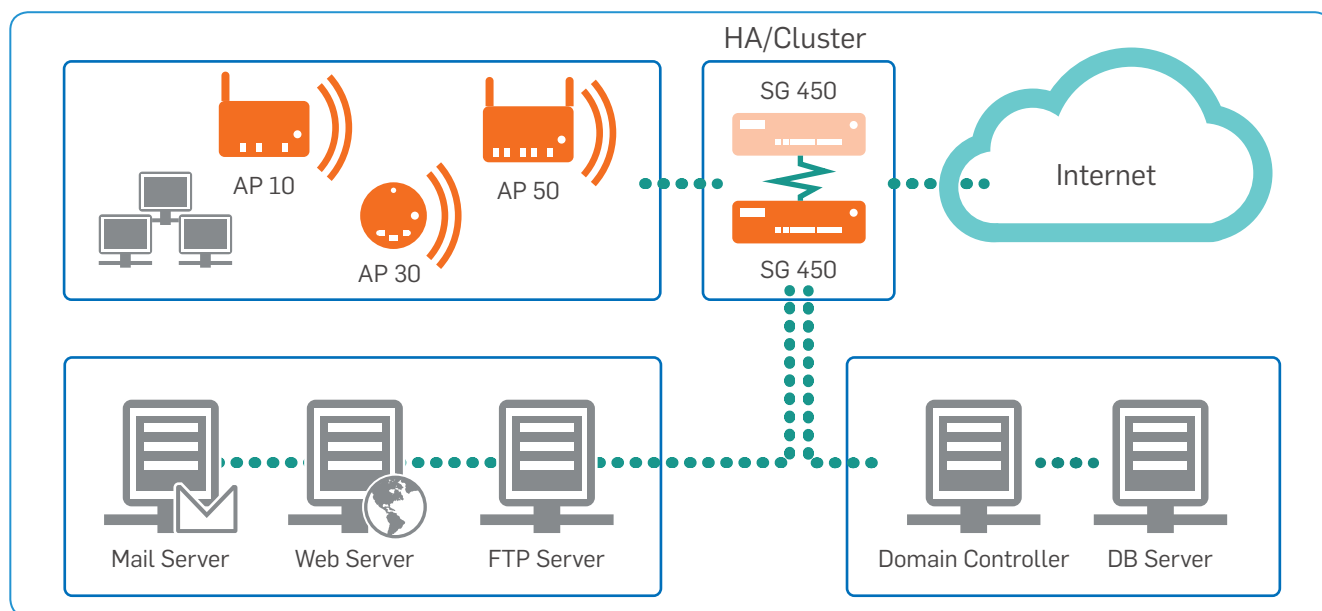 HA/Cluster
SG 450
AP 10
AP 50
AP 30
SG 450
Internet
Mail Server
Web Server
FTP Server
Domain Controller
DB Server